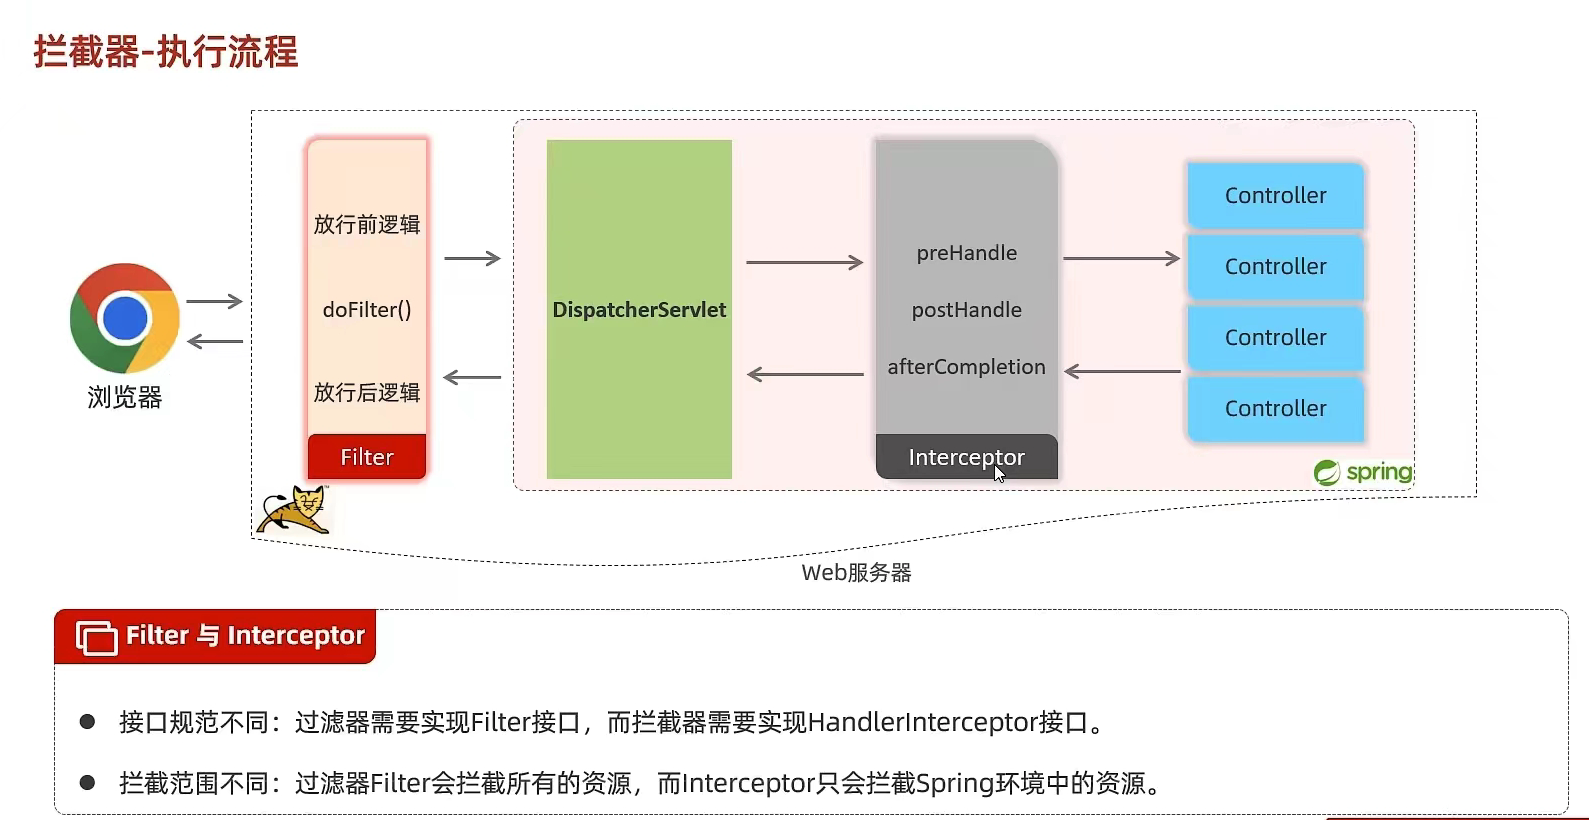 拦截器-执行流程
浏览器
放行前逻辑
doFilter()
放行后逻辑
Filter
DispatcherServlet
preHandle
postHandle
afterCompletion
Interceptor
Controller
Controller
Controller
Controller
spring
Web服务器
Filter 与 Interceptor
接口规范不同：过滤器需要实现Filter接口，而拦截器需要实现HandlerInterceptor接口。
拦截范围不同：过滤器Filter会拦截所有的资源，而Interceptor只会拦截Spring环境中的资源。